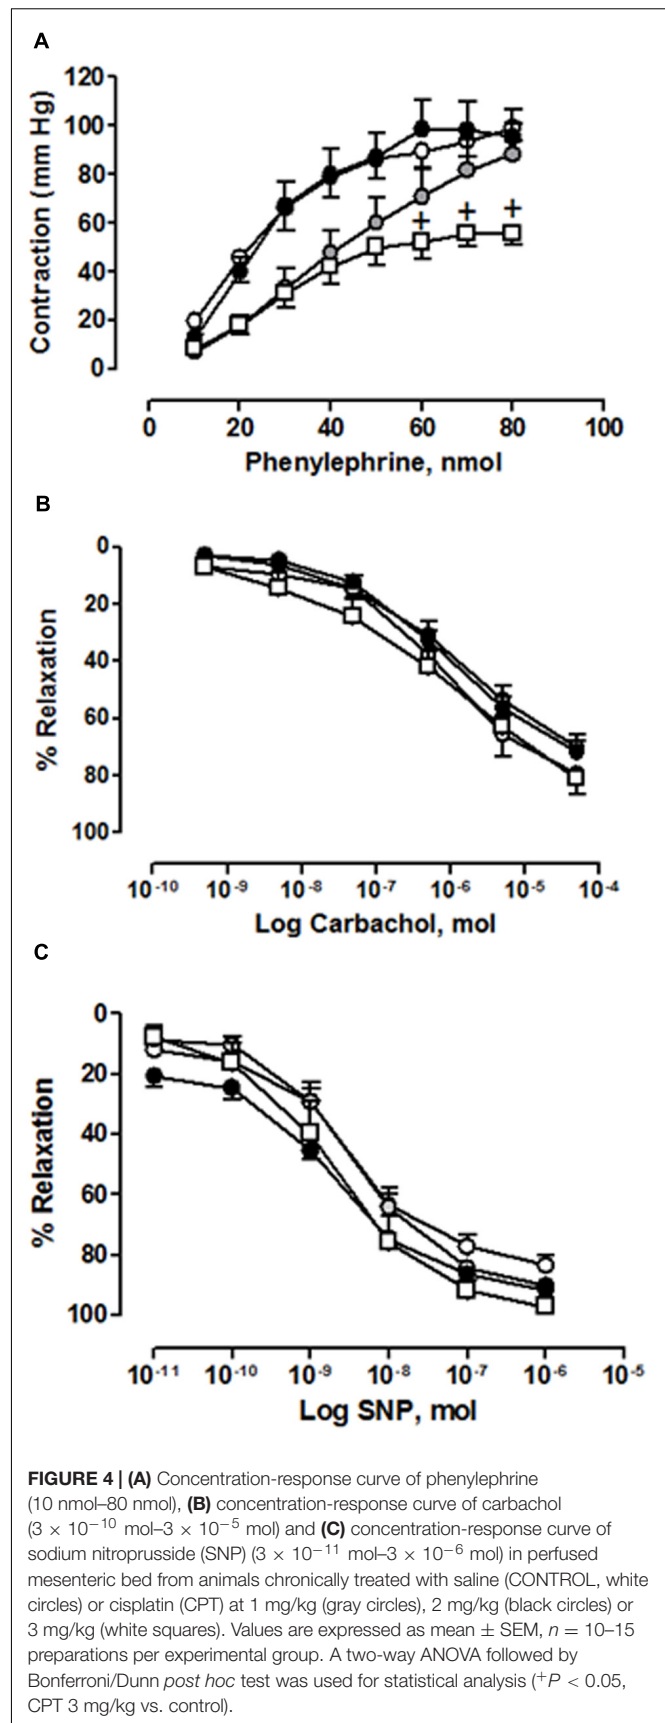 A
120
100
80
60
40
20
0
Contraction (mm Hg)
+ + +
0 20 40 60 80 100
Phenylephrine, nmol
B
0
20
40
60
80
100
% Relaxation
10⁻¹⁰ 10⁻⁹ 10⁻⁸ 10⁻⁷ 10⁻⁶ 10⁻⁵ 10⁻⁴
Log Carbachol, mol
C
0
20
40
60
80
100
% Relaxation
10⁻¹¹ 10⁻¹⁰ 10⁻⁹ 10⁻⁸ 10⁻⁷ 10⁻⁶ 10⁻⁵
Log SNP, mol
FIGURE 4 | (A) Concentration-response curve of phenylephrine
(10 nmol–80 nmol), (B) concentration-response curve of carbachol
(3 × 10⁻¹⁰ mol–3 × 10⁻⁵ mol) and (C) concentration-response curve of
sodium nitroprusside (SNP) (3 × 10⁻¹¹ mol–3 × 10⁻⁶ mol) in perfused
mesenteric bed from animals chronically treated with saline (CONTROL, white
circles) or cisplatin (CPT) at 1 mg/kg (gray circles), 2 mg/kg (black circles) or
3 mg/kg (white squares). Values are expressed as mean ± SEM, n = 10–15
preparations per experimental group. A two-way ANOVA followed by
Bonferroni/Dunn post hoc test was used for statistical analysis (⁺P < 0.05,
CPT 3 mg/kg vs. control).